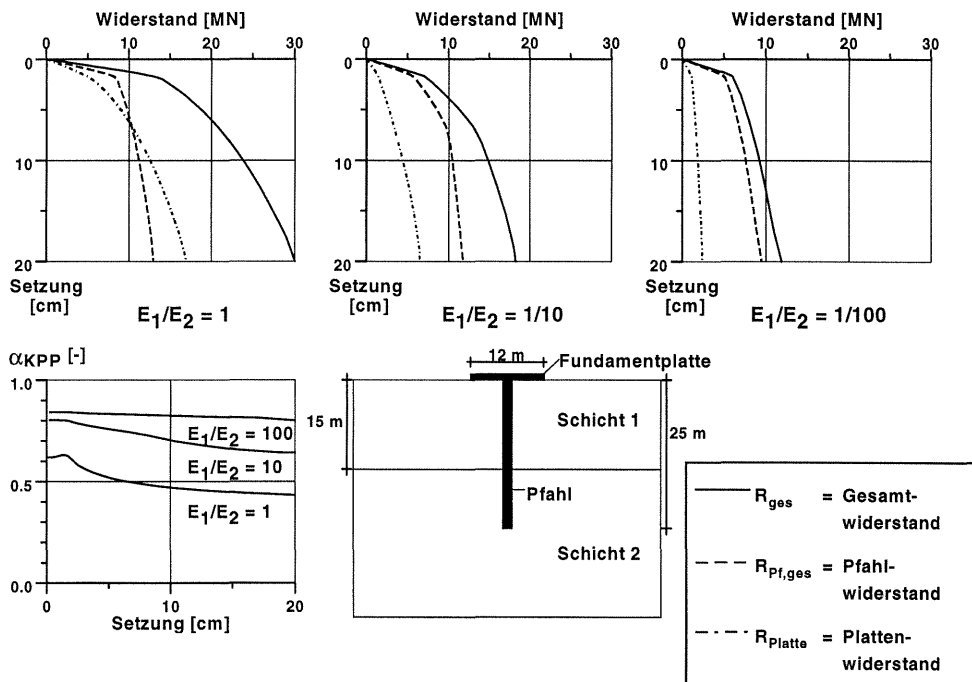 Widerstand [MN]
0 10 20 30
0
10
20
Setzung
[cm]
E1/E2 = 1
Widerstand [MN]
0 10 20 30
0
10
20
Setzung
[cm]
E1/E2 = 1/10
Widerstand [MN]
0 10 20 30
0
10
20
Setzung
[cm]
E1/E2 = 1/100
αKPP [-]
1.0
0.5
0.0
E1/E2 = 100
E1/E2 = 10
E1/E2 = 1
0 10 20
Setzung [cm]
12 m
Fundamentplatte
15 m
Schicht 1
25 m
Pfahl
Schicht 2
Rges = Gesamt-
widerstand
RPf,ges = Pfahl-
widerstand
RPlatte = Platten-
widerstand